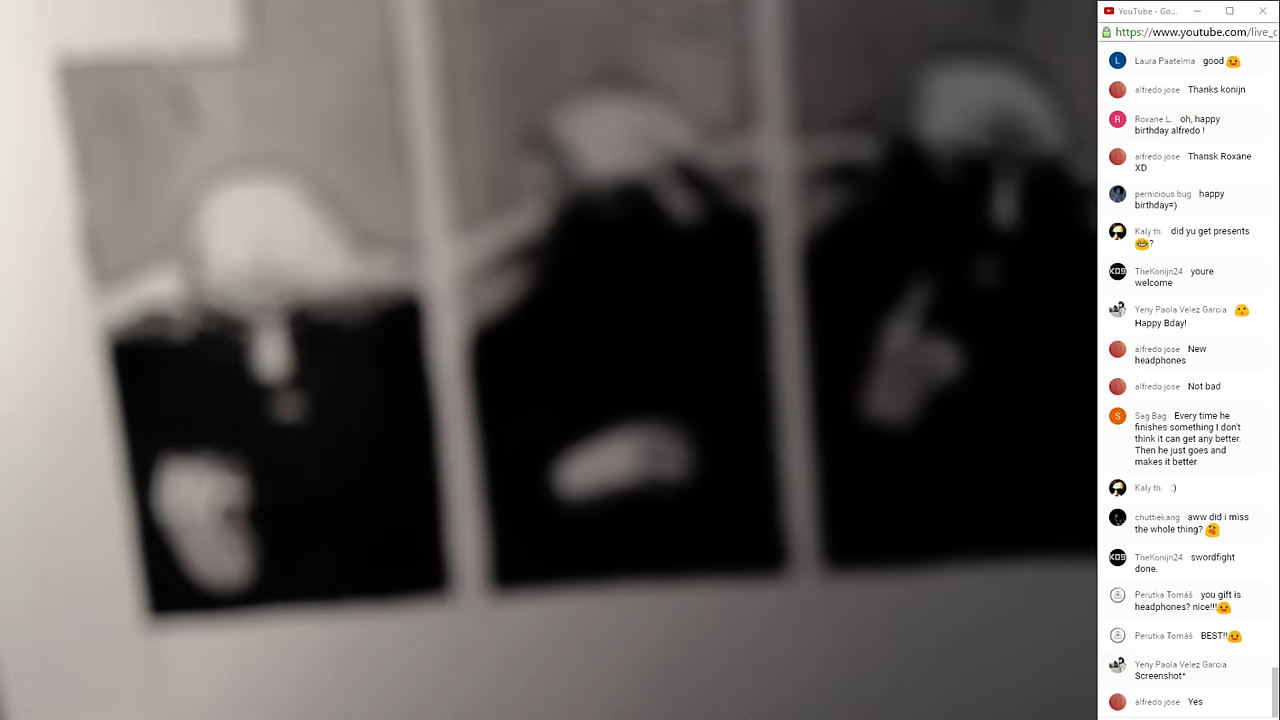 YouTube - Go...
https://www.youtube.com/live_c
L Laura Paatelma good
alfredo jose Thanks konijn
R Roxane L. oh, happy
birthday alfredo !
alfredo jose Thansk Roxane
XD
pernicious bug happy
birthday=)
Kaly th. did yu get presents
?
K09 TheKonijn24 youre
welcome
Yeny Paola Velez Garcia
Happy Bday!
alfredo jose New
headphones
alfredo jose Not bad
S Sag Bag Every time he
finishes something I don't
think it can get any better.
Then he just goes and
makes it better
Kaly th. :)
chuttiekang aww did i miss
the whole thing?
K09 TheKonijn24 swordfight
done.
Perutka Tomáš you gift is
headphones? nice!!!
Perutka Tomáš BEST!!
Yeny Paola Velez Garcia
Screenshot*
alfredo jose Yes